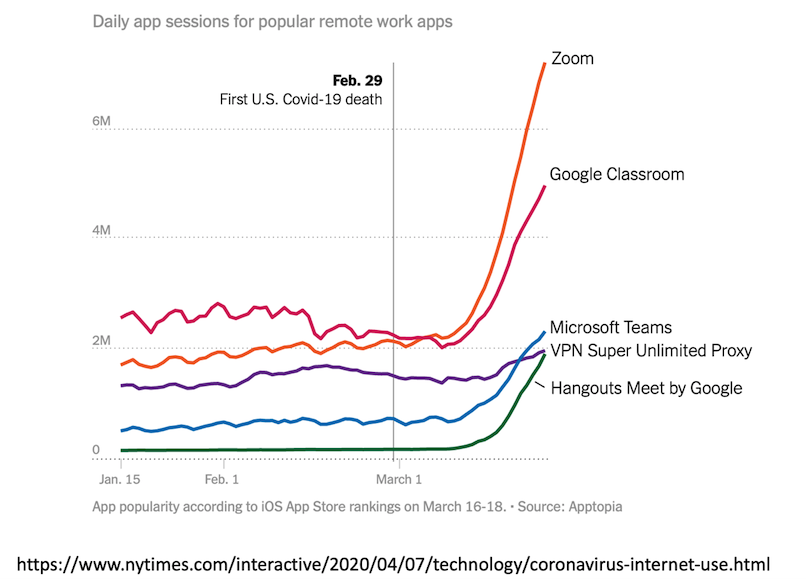 Daily app sessions for popular remote work apps
Zoom
Feb. 29
First U.S. Covid-19 death
6M
Google Classroom
4M
Microsoft Teams
2M
VPN Super Unlimited Proxy
Hangouts Meet by Google
0
Jan. 15 Feb. 1 March 1
App popularity according to iOS App Store rankings on March 16-18. • Source: Apptopia
https://www.nytimes.com/interactive/2020/04/07/technology/coronavirus-internet-use.html